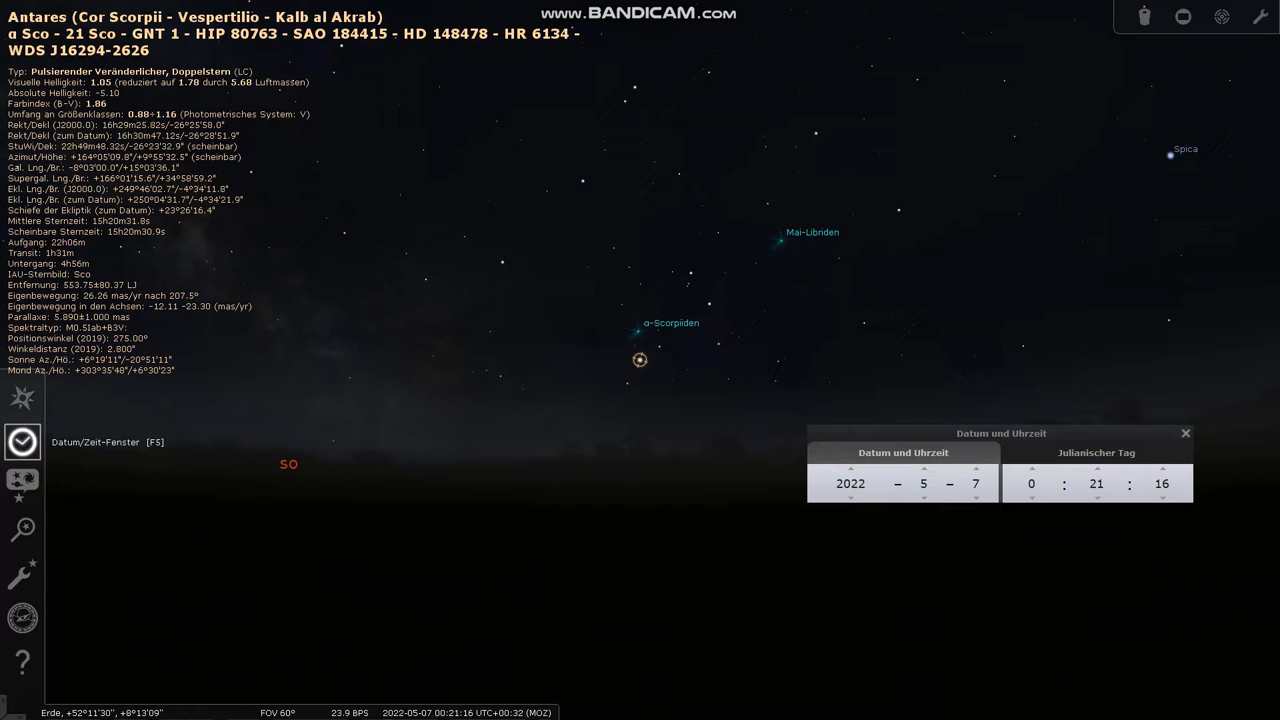 www.BANDICAM.com
Antares (Cor Scorpii - Vespertilio - Kalb al Akrab)
α Sco - 21 Sco - GNT 1 - HIP 80763 - SAO 184415 - HD 148478 - HR 6134 -
WDS J16294-2626
Typ: Pulsierender Veränderlicher, Doppelstern (LC)
Visuelle Helligkeit: 1.05 (reduziert auf 1.78 durch 5.68 Luftmassen)
Absolute Helligkeit: -5.10
Farbindex (B-V): 1.86
Umfang an Größenklassen: 0.88÷1.16 (Photometrisches System: V)
Rekt/Dekl (J2000.0): 16h29m25.82s/-26°25'58.0"
Rekt/Dekl (zum Datum): 16h30m47.12s/-26°28'51.9"
StuWi/Dek: 22h49m48.32s/-26°23'32.9" (scheinbar)
Azimut/Höhe: +164°05'09.8"/+9°55'32.5" (scheinbar)
Gal. Lng./Br.: -8°03'00.0"/+15°03'36.1"
Supergal. Lng./Br.: +166°01'15.6"/+34°58'59.2"
Ekl. Lng./Br. (J2000.0): +249°46'02.7"/-4°34'11.8"
Ekl. Lng./Br. (zum Datum): +250°04'31.7"/-4°34'21.9"
Schiefe der Ekliptik (zum Datum): +23°26'16.4"
Mittlere Sternzeit: 15h20m31.8s
Scheinbare Sternzeit: 15h20m30.9s
Aufgang: 22h06m
Transit: 1h31m
Untergang: 4h56m
IAU-Sternbild: Sco
Entfernung: 553.75±80.37 LJ
Eigenbewegung: 26.26 mas/yr nach 207.5°
Eigenbewegung in den Achsen: -12.11 -23.30 (mas/yr)
Parallaxe: 5.890±1.000 mas
Spektraltyp: M0.5Iab+B3V:
Positionswinkel (2019): 275.00°
Winkeldistanz (2019): 2.800"
Sonne Az./Hö.: +6°19'11"/-20°51'11"
Mond Az./Hö.: +303°35'48"/+6°30'23"
Spica
Mai-Libriden
α-Scorpiiden
Datum/Zeit-Fenster [F5]
SO
Datum und Uhrzeit
Datum und Uhrzeit Julianischer Tag
2022 - 5 - 7 0 : 21 : 16
Erde, +52°11'30", +8°13'09" FOV 60° 23.9 BPS 2022-05-07 00:21:16 UTC+00:32 (MOZ)